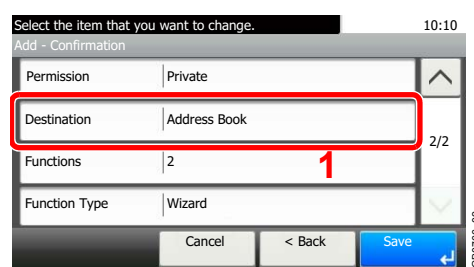 Select the item that you want to change.
10:10
Add - Confirmation
Permission Private
Destination Address Book
2/2
Functions 2
1
Function Type Wizard
Cancel < Back Save